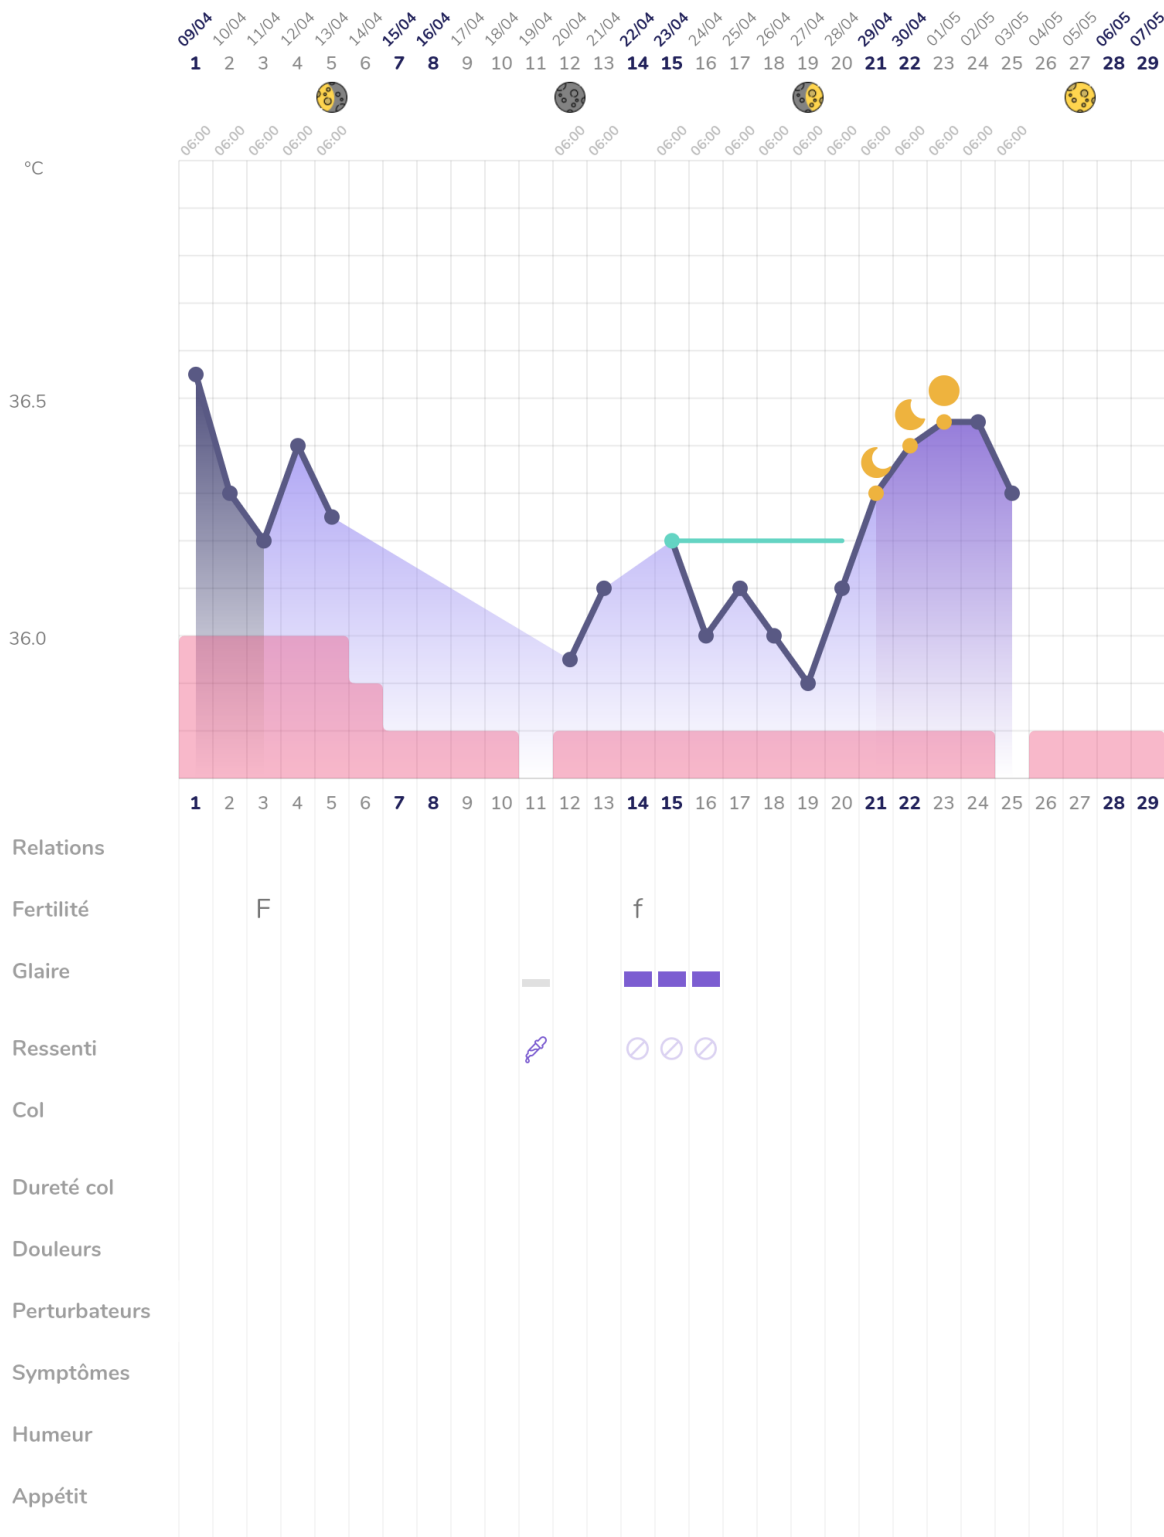 09/04 10/04 11/04 12/04 13/04 14/04 15/04 16/04 17/04 18/04 19/04 20/04 21/04 22/04 23/04 24/04 25/04 26/04 27/04 28/04 29/04 30/04 01/05 02/05 03/05 04/05 05/05 06/05 07/05
1 2 3 4 5 6 7 8 9 10 11 12 13 14 15 16 17 18 19 20 21 22 23 24 25 26 27 28 29
06:00 06:00 06:00 06:00 06:00 06:00 06:00 06:00 06:00 06:00 06:00 06:00 06:00 06:00 06:00 06:00 06:00 06:00
°C
36.5
36.0
1 2 3 4 5 6 7 8 9 10 11 12 13 14 15 16 17 18 19 20 21 22 23 24 25 26 27 28 29
Relations
Fertilité F f
Glaire
Ressenti
Col
Dureté col
Douleurs
Perturbateurs
Symptômes
Humeur
Appétit